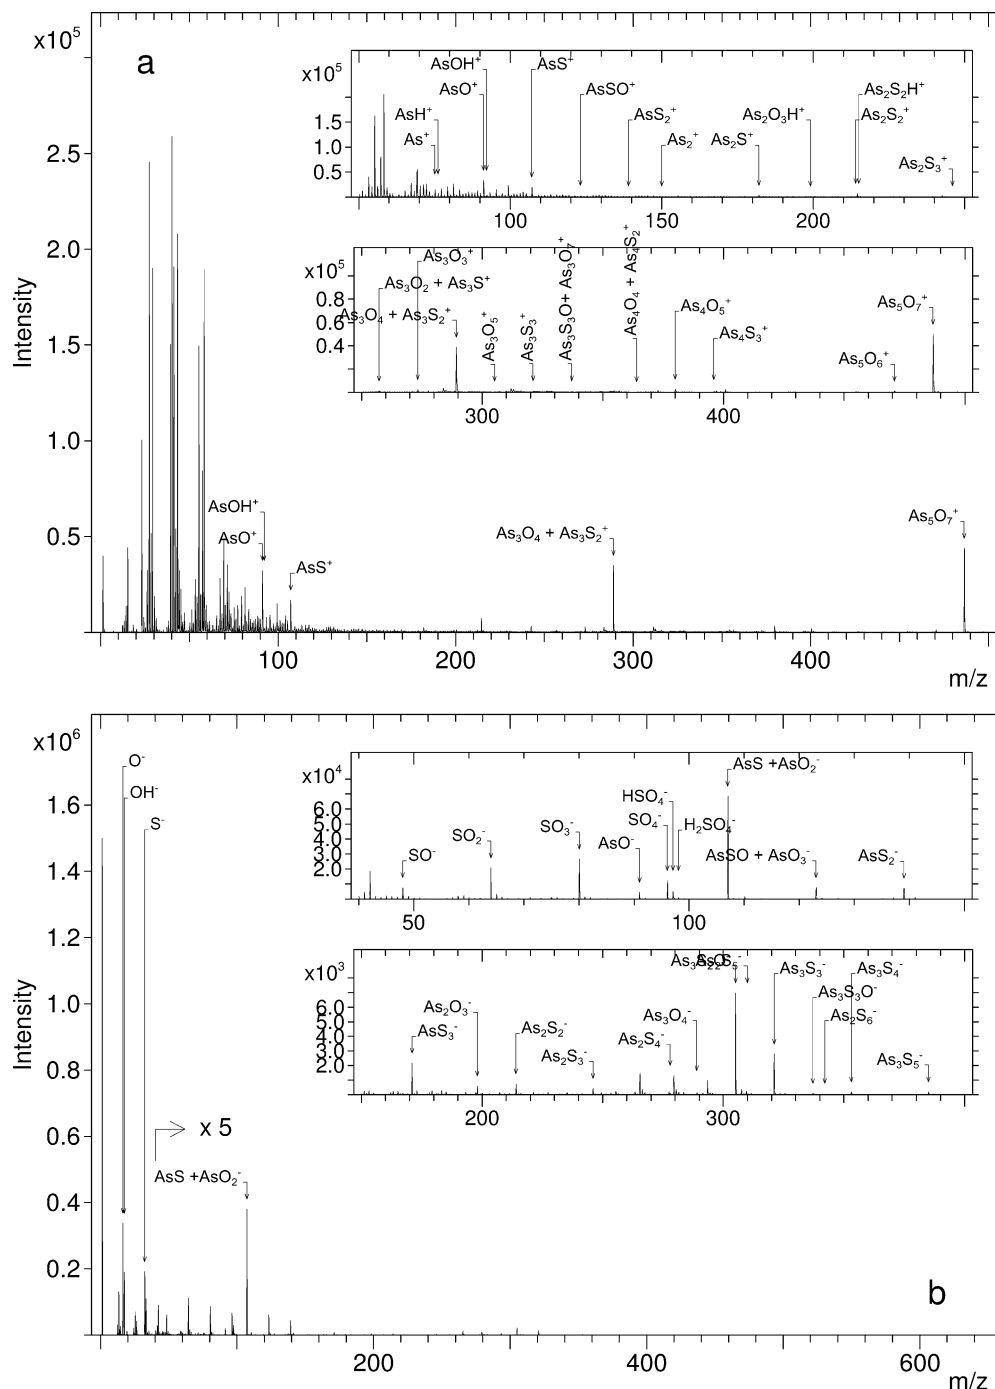 x10⁵
a
2.5
2.0
1.5
1.0
0.5
Intensity
AsOH⁺
AsO⁺
AsS⁺
As₃O₄ + As₃S₂⁺
As₅O₇⁺
100
200
300
400
m/z
x10⁵
1.5
1.0
0.5
AsOH⁺
AsO⁺
AsH⁺
As⁺
AsS⁺
AsSO⁺
AsS₂⁺
As₂⁺
As₂S⁺
As₂O₃H⁺
As₂S₂H⁺
As₂S₂⁺
As₂S₃⁺
100
150
200
x10⁵
0.8
0.6
0.4
As₃O₃⁺
As₃O₂ + As₃S⁺
As₃O₄ + As₃S₂⁺
As₃O₅⁺
As₃S₃⁺
As₃S₃O+ As₃O₇⁺
As₄O₄ + As₄S₂⁺
As₄O₅⁺
As₄S₃⁺
As₅O₆⁺
As₅O₇⁺
300
400
x10⁶
1.6
1.4
1.2
1.0
0.8
0.6
0.4
0.2
Intensity
O⁻
OH⁻
S⁻
x 5
AsS +AsO₂⁻
b
200
400
600
m/z
x10⁴
6.0
5.0
4.0
3.0
2.0
1.0
SO⁻
SO₂⁻
SO₃⁻
AsO⁻
HSO₄⁻
SO₄⁻
H₂SO₄⁻
AsS +AsO₂⁻
AsSO + AsO₃⁻
AsS₂⁻
50
100
x10³
6.0
5.0
4.0
3.0
2.0
1.0
AsS₃⁻
As₂O₃⁻
As₂S₂⁻
As₂S₃⁻
As₂S₄⁻
As₃O₄⁻
As₃S₃⁻
As₃S₄⁻
As₃S₃O⁻
As₂S₆⁻
As₃S₅⁻
200
300